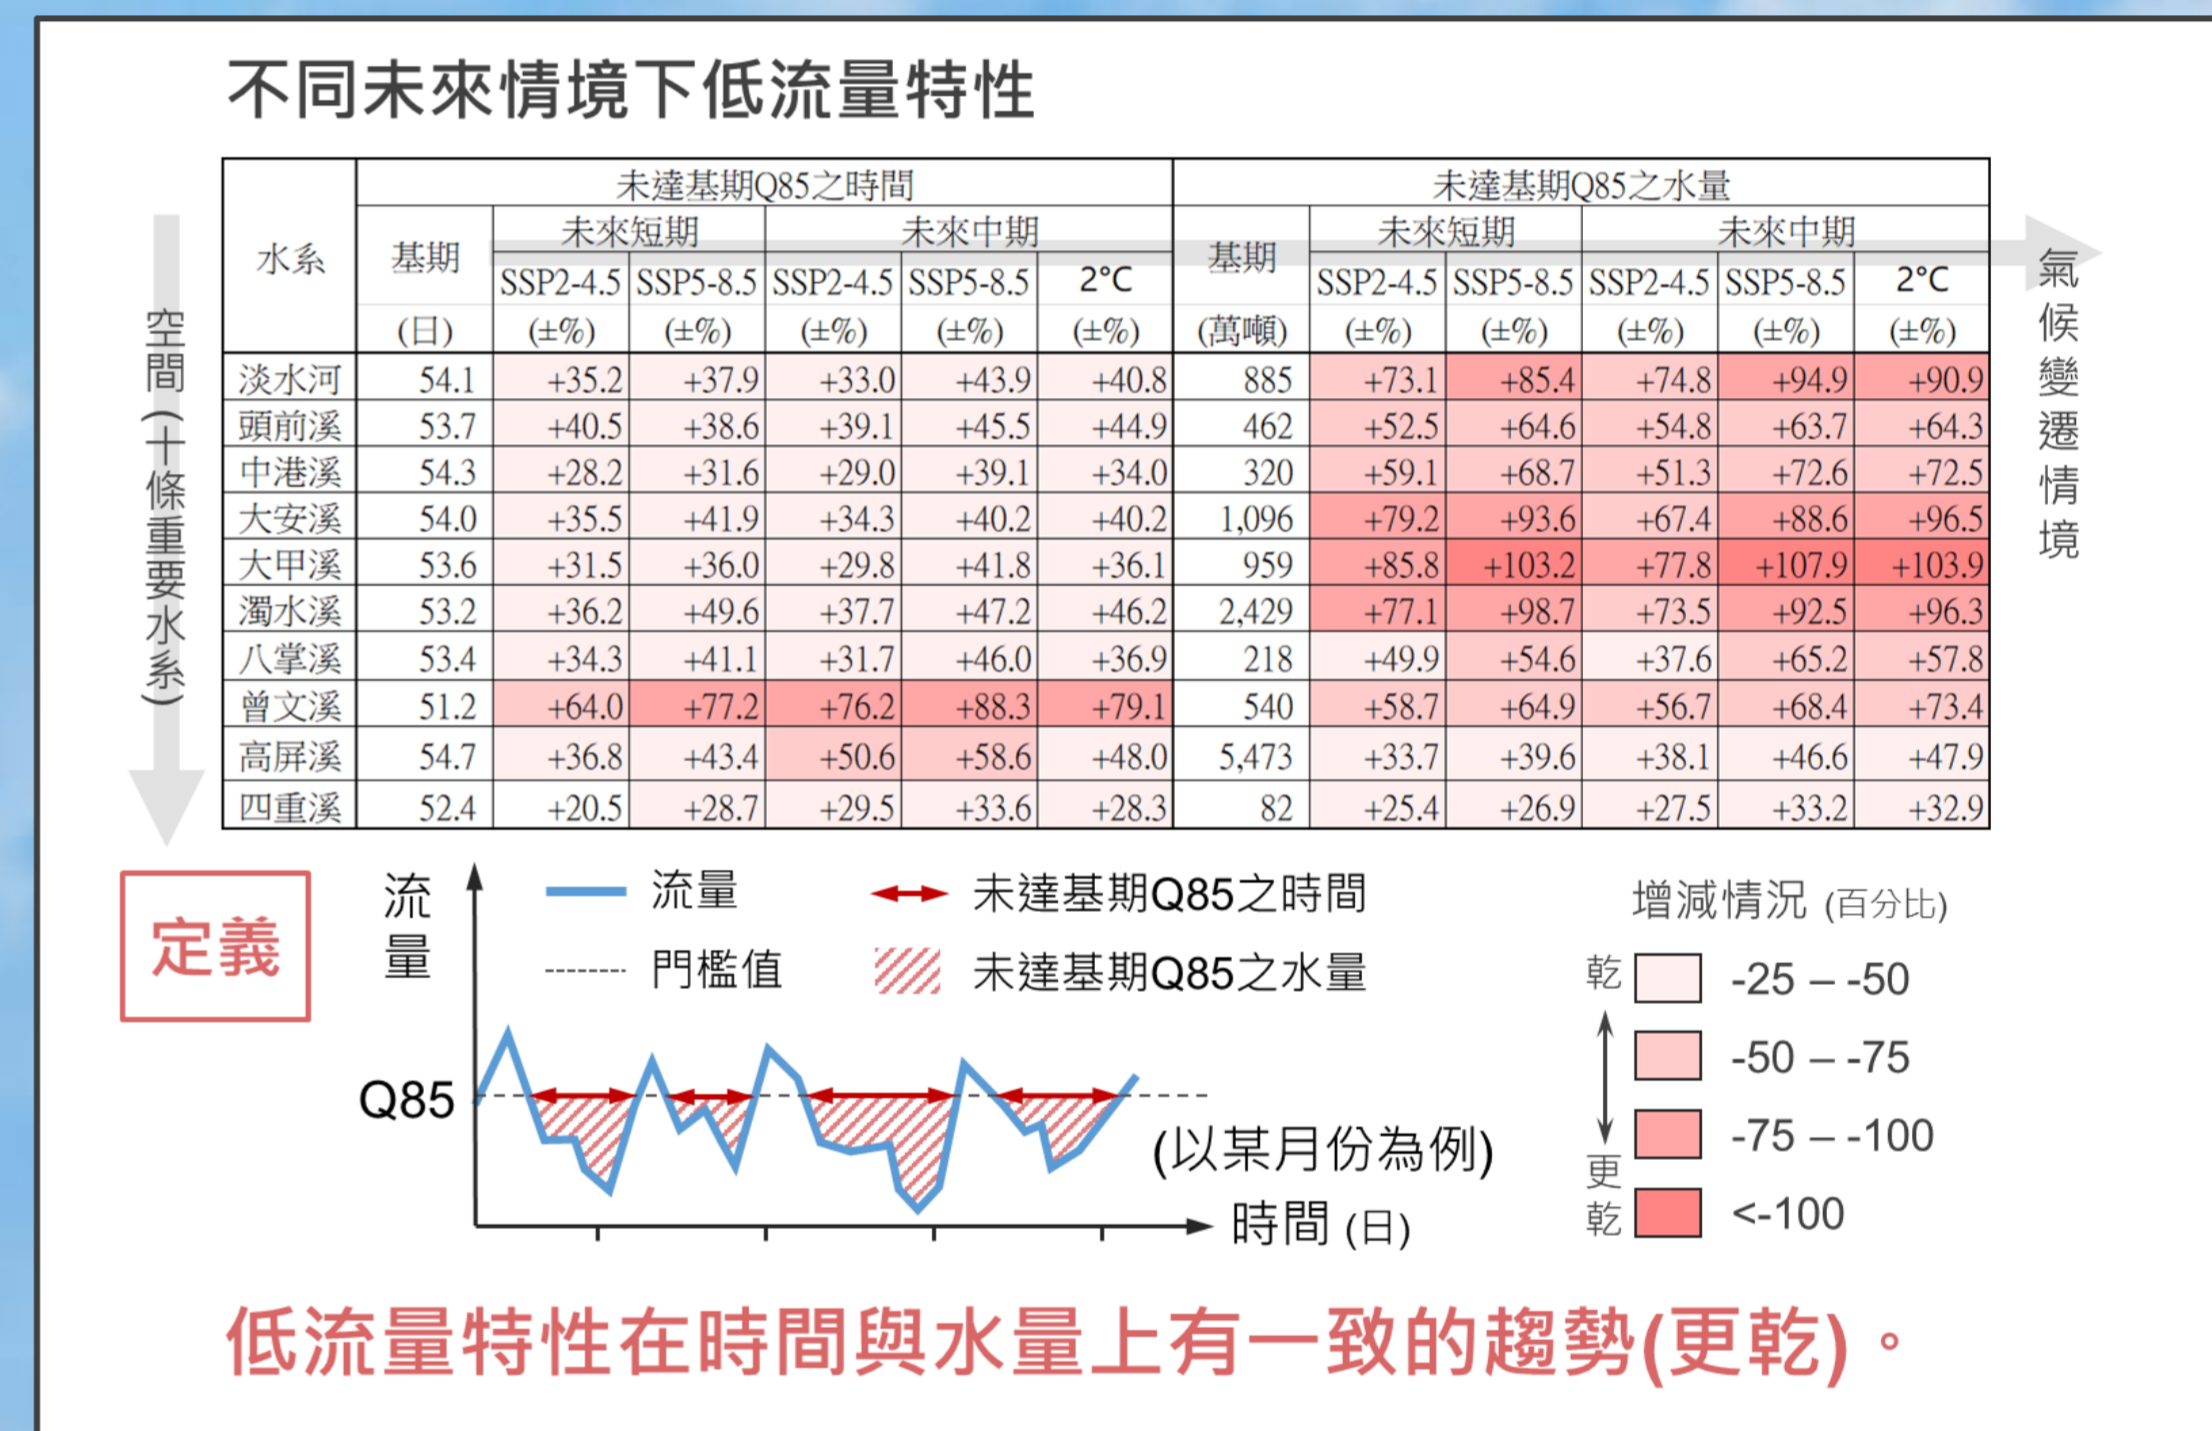 不同未來情境下低流量特性
水系 未達基期Q85之時間 未達基期Q85之水量
基期 未來短期 未來中期 基期 未來短期 未來中期
SSP2-4.5 SSP5-8.5 SSP2-4.5 SSP5-8.5 2°C SSP2-4.5 SSP5-8.5 SSP2-4.5 SSP5-8.5 2°C
(日) (±%) (±%) (±%) (±%) (±%) (萬噸) (±%) (±%) (±%) (±%) (±%)
淡水河 54.1 +35.2 +37.9 +33.0 +43.9 +40.8 885 +73.1 +85.4 +74.8 +94.9 +90.9
頭前溪 53.7 +40.5 +38.6 +39.1 +45.5 +44.9 462 +52.5 +64.6 +54.8 +63.7 +64.3
中港溪 54.3 +28.2 +31.6 +29.0 +39.1 +34.0 320 +59.1 +68.7 +51.3 +72.6 +72.5
大安溪 54.0 +35.5 +41.9 +34.3 +40.2 +40.2 1,096 +79.2 +93.6 +67.4 +88.6 +96.5
大甲溪 53.6 +31.5 +36.0 +29.8 +41.8 +36.1 959 +85.8 +103.2 +77.8 +107.9 +103.9
濁水溪 53.2 +36.2 +49.6 +37.7 +47.2 +46.2 2,429 +77.1 +98.7 +73.5 +92.5 +96.3
八掌溪 53.4 +34.3 +41.1 +31.7 +46.0 +36.9 218 +49.9 +54.6 +37.6 +65.2 +57.8
曾文溪 51.2 +64.0 +77.2 +76.2 +88.3 +79.1 540 +58.7 +64.9 +56.7 +68.4 +73.4
高屏溪 54.7 +36.8 +43.4 +50.6 +58.6 +48.0 5,473 +33.7 +39.6 +38.1 +46.6 +47.9
四重溪 52.4 +20.5 +28.7 +29.5 +33.6 +28.3 82 +25.4 +26.9 +27.5 +33.2 +32.9
空間(十條重要水系)
氣候變遷情境
定義
流量
流量
未達基期Q85之時間
門檻值
未達基期Q85之水量
Q85
(以某月份為例)
時間 (日)
增減情況 (百分比)
乾
-25 – -50
-50 – -75
-75 – -100
更乾
<-100
低流量特性在時間與水量上有一致的趨勢(更乾)。